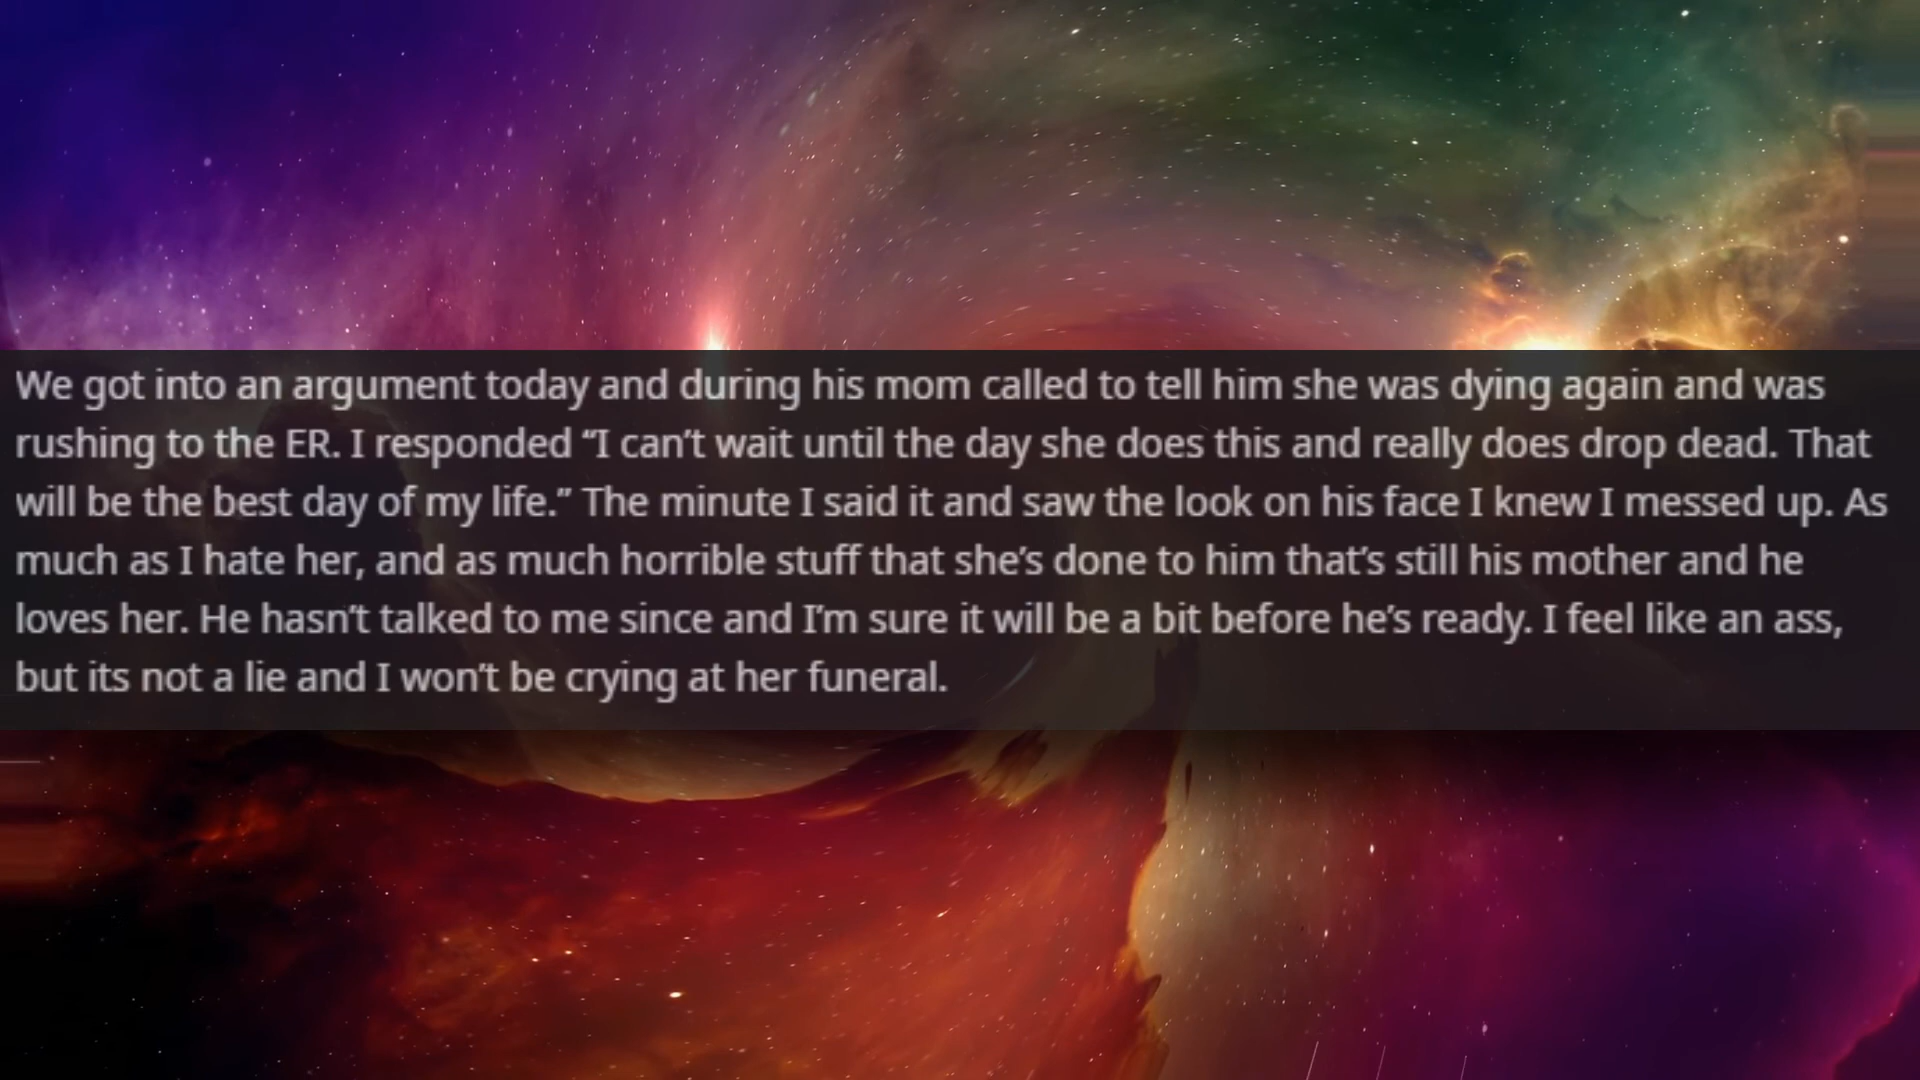 We got into an argument today and during his mom called to tell him she was dying again and was
rushing to the ER. I responded “I can’t wait until the day she does this and really does drop dead. That
will be the best day of my life.” The minute I said it and saw the look on his face I knew I messed up. As
much as I hate her, and as much horrible stuff that she’s done to him that’s still his mother and he
loves her. He hasn’t talked to me since and I’m sure it will be a bit before he’s ready. I feel like an ass,
but its not a lie and I won’t be crying at her funeral.